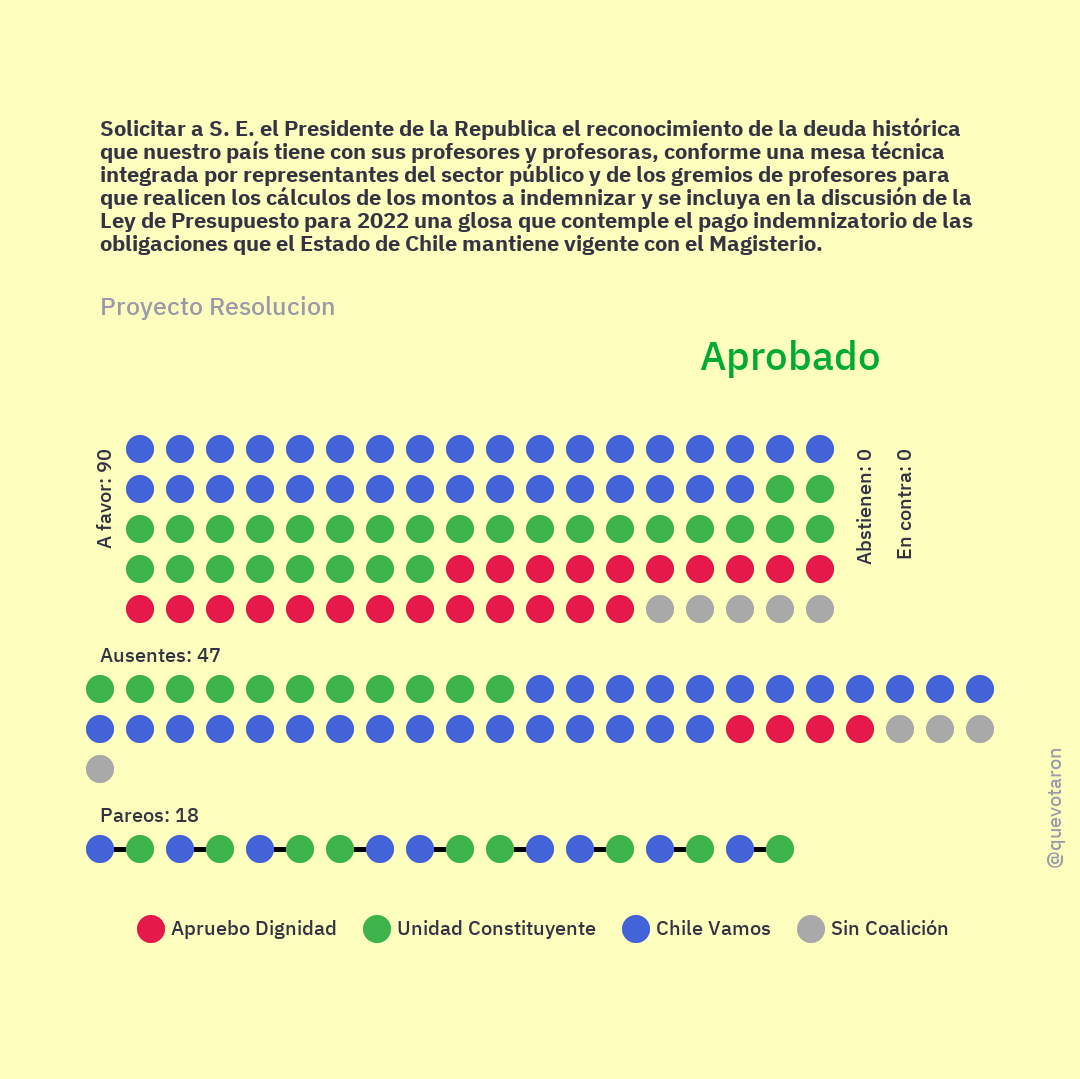 Solicitar a S. E. el Presidente de la Republica el reconocimiento de la deuda histórica
que nuestro país tiene con sus profesores y profesoras, conforme una mesa técnica
integrada por representantes del sector público y de los gremios de profesores para
que realicen los cálculos de los montos a indemnizar y se incluya en la discusión de la
Ley de Presupuesto para 2022 una glosa que contemple el pago indemnizatorio de las
obligaciones que el Estado de Chile mantiene vigente con el Magisterio.
Proyecto Resolucion
Aprobado
A favor: 90
Abstienen: 0
En contra: 0
Ausentes: 47
Pareos: 18
@quevotaron
Apruebo Dignidad
Unidad Constituyente
Chile Vamos
Sin Coalición